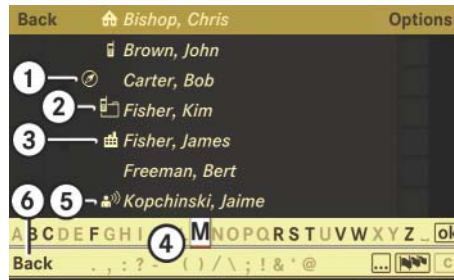 Back Bishop, Chris Options
Brown, John
1 Carter, Bob
2 Fisher, Kim
3 Fisher, James
Freeman, Bert
6 5 Kopchinski, Jaime
ABCDEFGHI 4 MNOPQRSTUVWXYZ_ ok
Back . , : ? - ( ) / \ ; ! & ' @ ... C